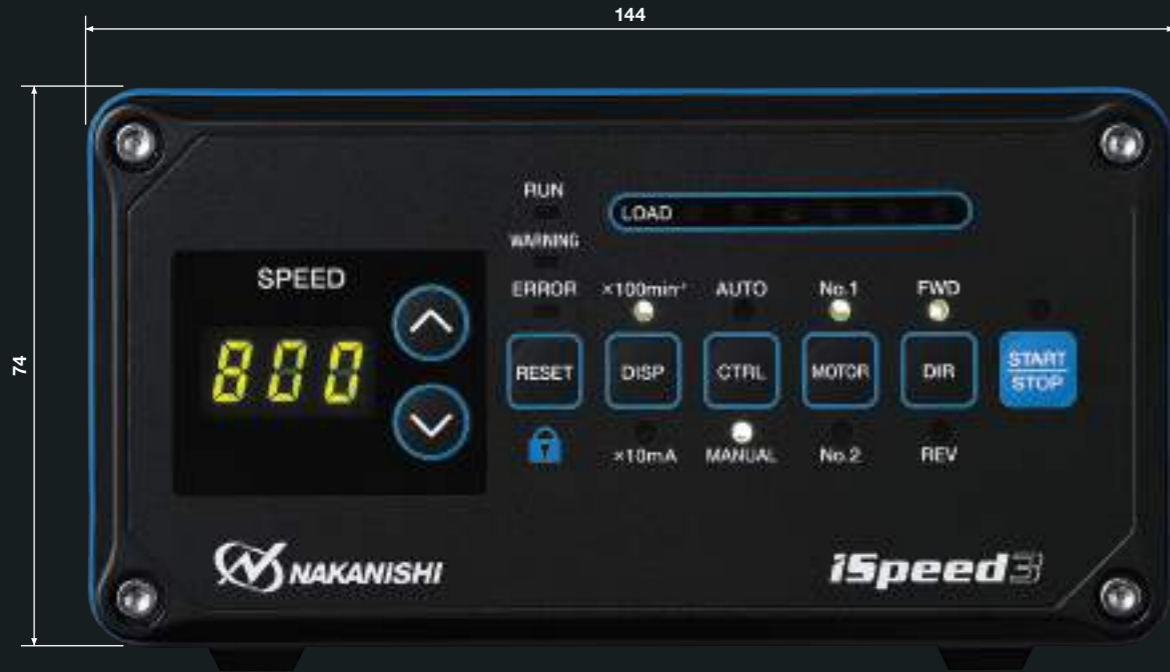 144
74
RUN
LOAD
WARNING
SPEED
ERROR
×100min⁻¹
AUTO
No.1
FWD
800
RESET
DISP
CTRL
MOTOR
DIR
START
STOP
×10mA
MANUAL
No.2
REV
NAKANISHI
iSpeed3